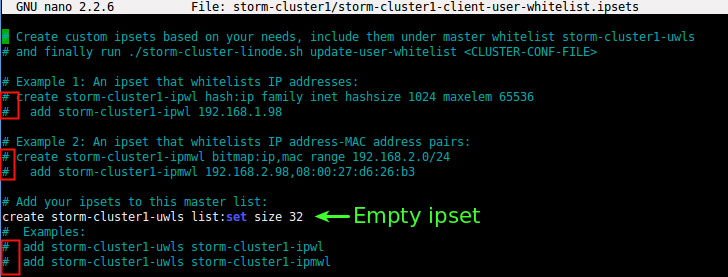 GNU nano 2.2.6 File: storm-cluster1/storm-cluster1-client-user-whitelist.ipsets
# Create custom ipsets based on your needs, include them under master whitelist storm-cluster1-uwls
# and finally run ./storm-cluster-linode.sh update-user-whitelist <CLUSTER-CONF-FILE>
# Example 1: An ipset that whitelists IP addresses:
# create storm-cluster1-ipwl hash:ip family inet hashsize 1024 maxelem 65536
#   add storm-cluster1-ipwl 192.168.1.98
# Example 2: An ipset that whitelists IP address-MAC address pairs:
# create storm-cluster1-ipmwl bitmap:ip,mac range 192.168.2.0/24
#   add storm-cluster1-ipmwl 192.168.2.98,08:00:27:d6:26:b3
# Add your ipsets to this master list:
create storm-cluster1-uwls list:set size 32 Empty ipset
#  Examples:
#  add storm-cluster1-uwls storm-cluster1-ipwl
#  add storm-cluster1-uwls storm-cluster1-ipmwl